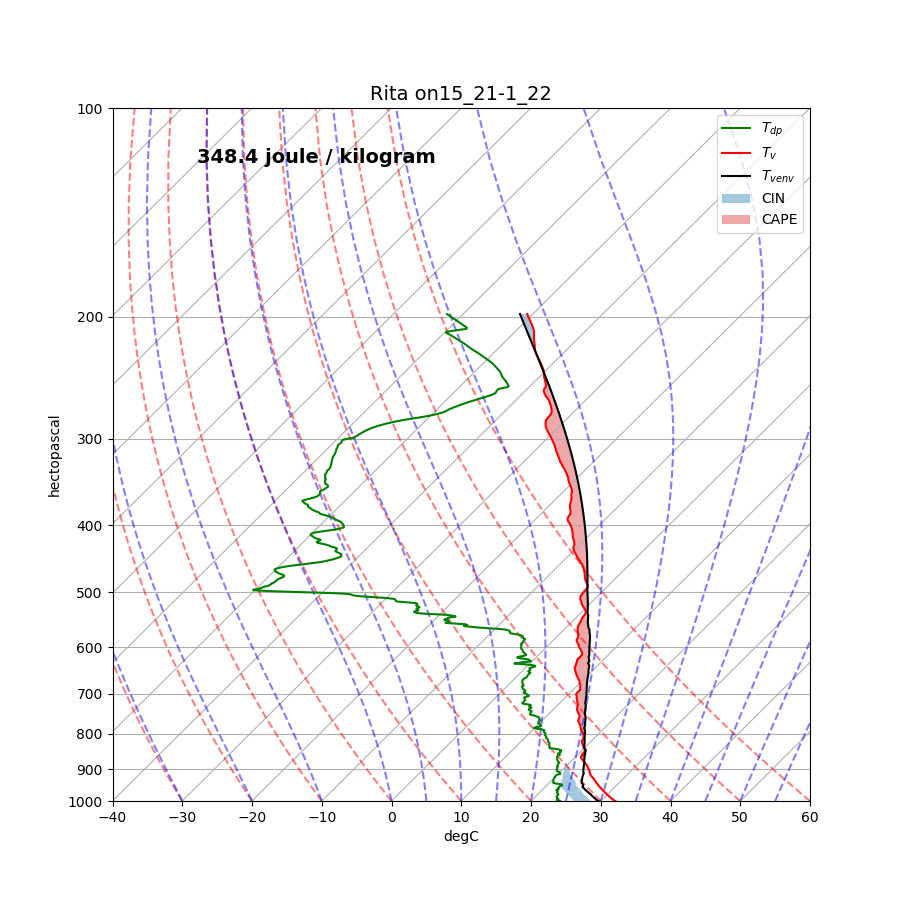 Rita on15_21-1_22
348.4 joule / kilogram
T_dp
T_v
T_venv
CIN
CAPE
hectopascal
100
200
300
400
500
600
700
800
900
1000
−40 −30 −20 −10 0 10 20 30 40 50 60
degC